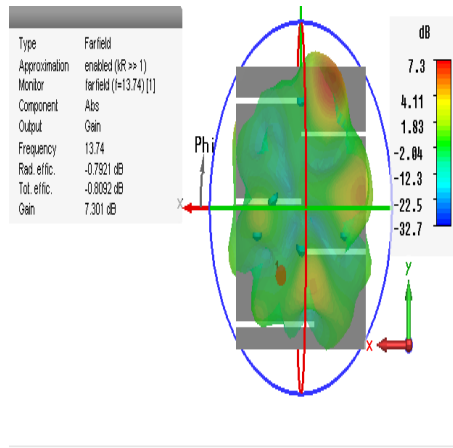 Type Farfield
Approximation enabled (kR >> 1)
Monitor farfield (f=13.74) [1]
Component Abs
Output Gain
Frequency 13.74
Rad. effic. -0.7921 dB
Tot. effic. -0.8092 dB
Gain 7.301 dB
Phi
x
dB
7.3
4.11
1.83
-2.04
-12.3
-22.5
-32.7
y
x